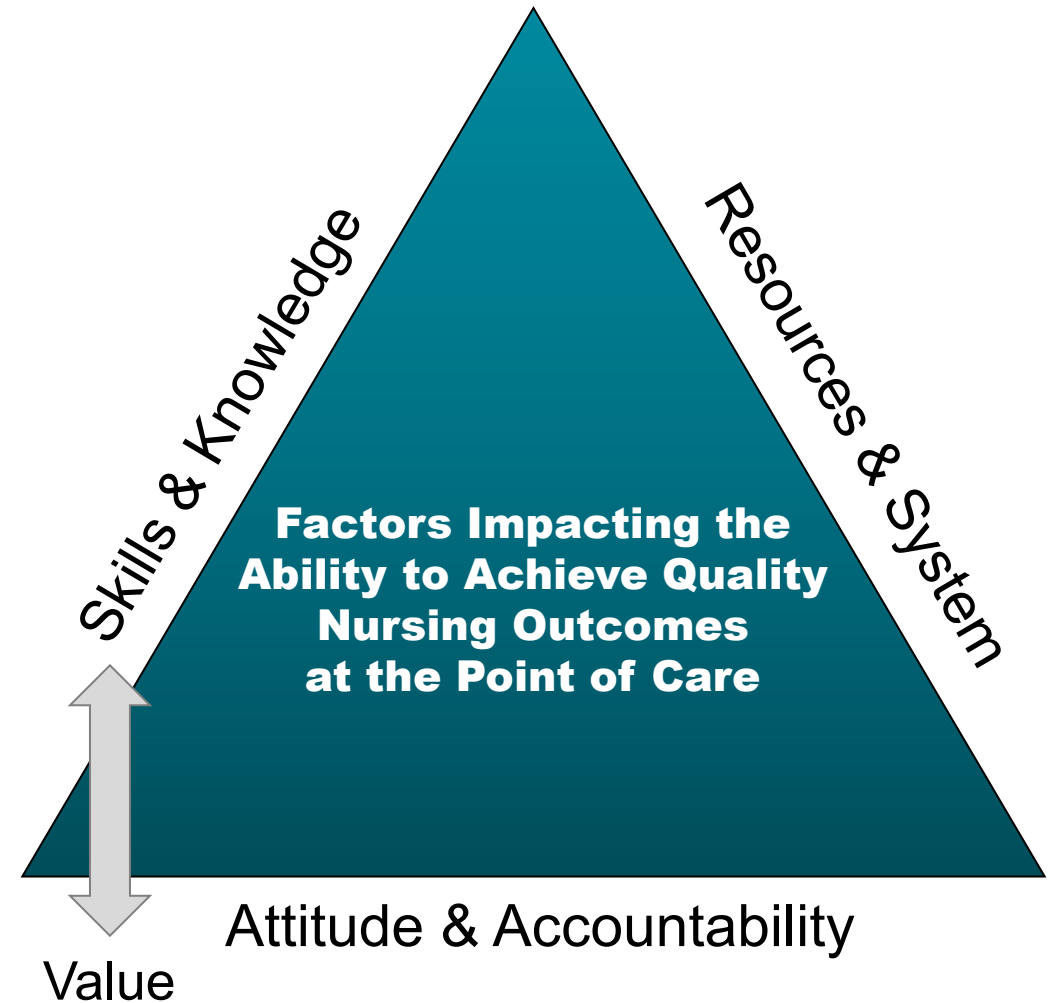 Skills & Knowledge
Resources & System
Factors Impacting the
Ability to Achieve Quality
Nursing Outcomes
at the Point of Care
Attitude & Accountability
Value